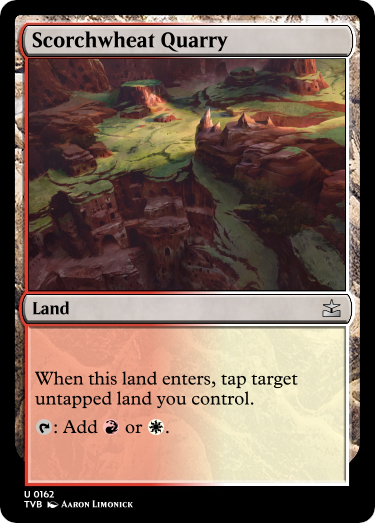 Scorchwheat Quarry
Land
When this land enters, tap target
untapped land you control.
: Add or .
U 0162
TVB Aaron Limonick